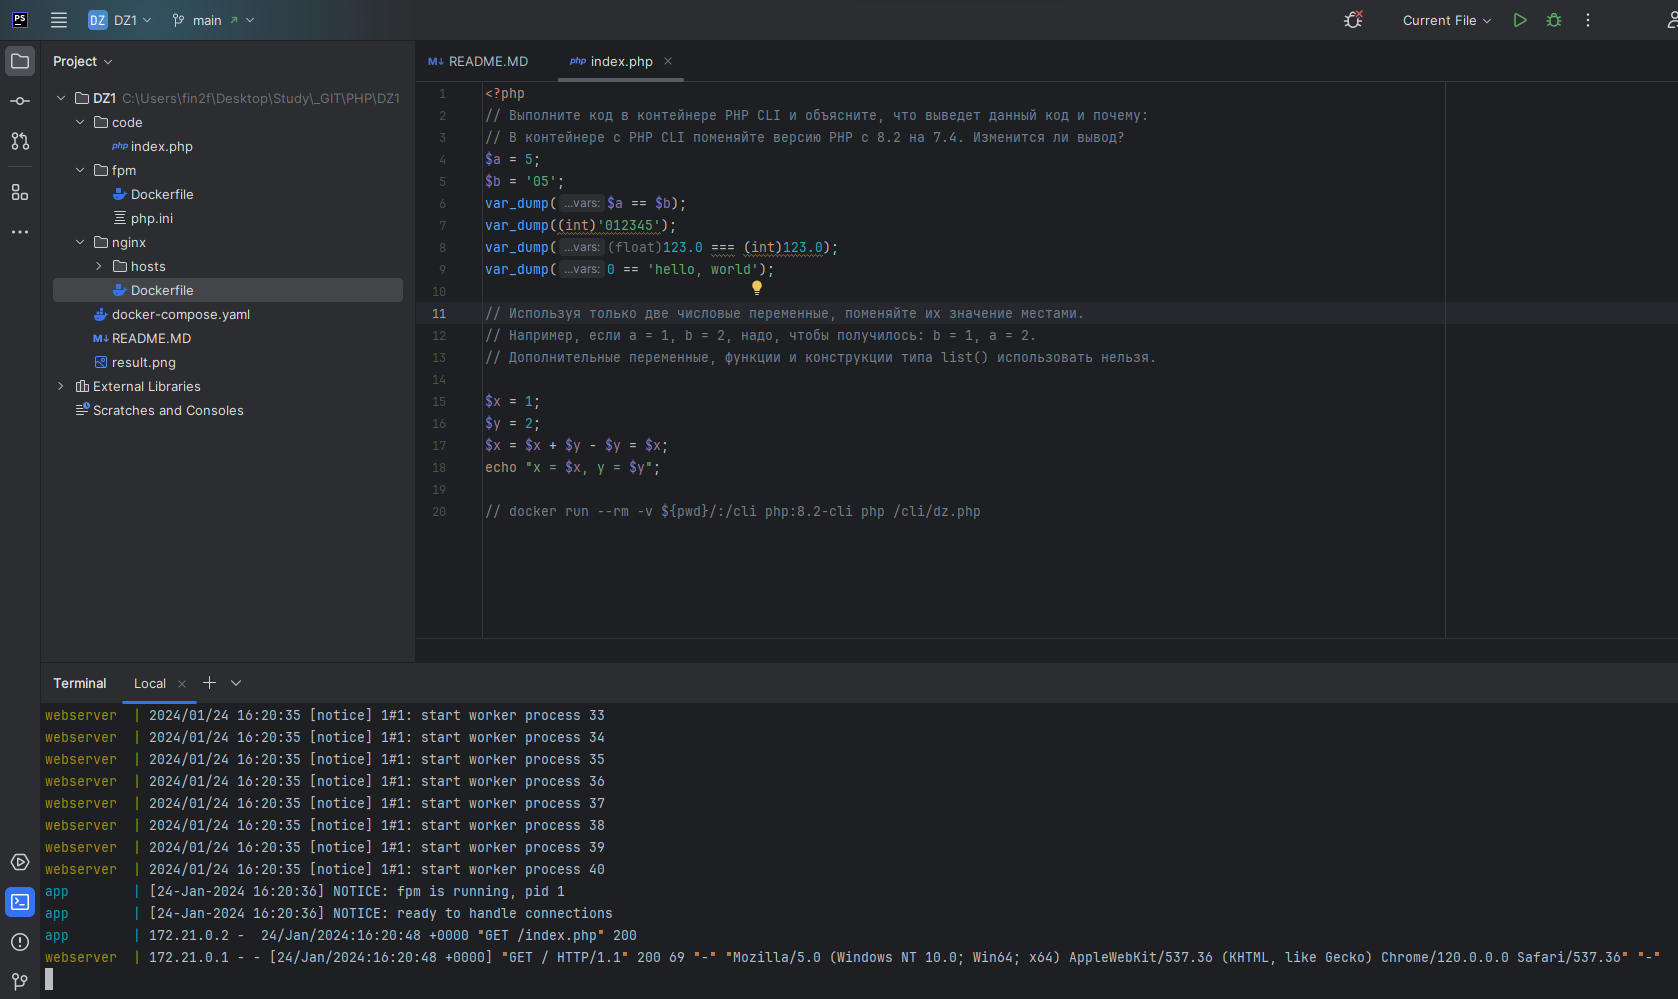 PS DZ DZ1 main Current File
Project
DZ1 C:\Users\fin2f\Desktop\Study\_GIT\PHP\DZ1
code
php index.php
fpm
Dockerfile
php.ini
nginx
hosts
Dockerfile
docker-compose.yaml
M↓ README.MD
result.png
External Libraries
Scratches and Consoles
M↓ README.MD php index.php
1 <?php
2 // Выполните код в контейнере PHP CLI и объясните, что выведет данный код и почему:
3 // В контейнере с PHP CLI поменяйте версию PHP с 8.2 на 7.4. Изменится ли вывод?
4 $a = 5;
5 $b = '05';
6 var_dump( ...vars: $a == $b);
7 var_dump((int)'012345');
8 var_dump( ...vars: (float)123.0 === (int)123.0);
9 var_dump( ...vars: 0 == 'hello, world');
10
11 // Используя только две числовые переменные, поменяйте их значение местами.
12 // Например, если a = 1, b = 2, надо, чтобы получилось: b = 1, a = 2.
13 // Дополнительные переменные, функции и конструкции типа list() использовать нельзя.
14
15 $x = 1;
16 $y = 2;
17 $x = $x + $y - $y = $x;
18 echo "x = $x, y = $y";
19
20 // docker run --rm -v ${pwd}/:/cli php:8.2-cli php /cli/dz.php
Terminal Local
webserver | 2024/01/24 16:20:35 [notice] 1#1: start worker process 33
webserver | 2024/01/24 16:20:35 [notice] 1#1: start worker process 34
webserver | 2024/01/24 16:20:35 [notice] 1#1: start worker process 35
webserver | 2024/01/24 16:20:35 [notice] 1#1: start worker process 36
webserver | 2024/01/24 16:20:35 [notice] 1#1: start worker process 37
webserver | 2024/01/24 16:20:35 [notice] 1#1: start worker process 38
webserver | 2024/01/24 16:20:35 [notice] 1#1: start worker process 39
webserver | 2024/01/24 16:20:35 [notice] 1#1: start worker process 40
app | [24-Jan-2024 16:20:36] NOTICE: fpm is running, pid 1
app | [24-Jan-2024 16:20:36] NOTICE: ready to handle connections
app | 172.21.0.2 - 24/Jan/2024:16:20:48 +0000 "GET /index.php" 200
webserver | 172.21.0.1 - - [24/Jan/2024:16:20:48 +0000] "GET / HTTP/1.1" 200 69 "-" "Mozilla/5.0 (Windows NT 10.0; Win64; x64) AppleWebKit/537.36 (KHTML, like Gecko) Chrome/120.0.0.0 Safari/537.36" "-"